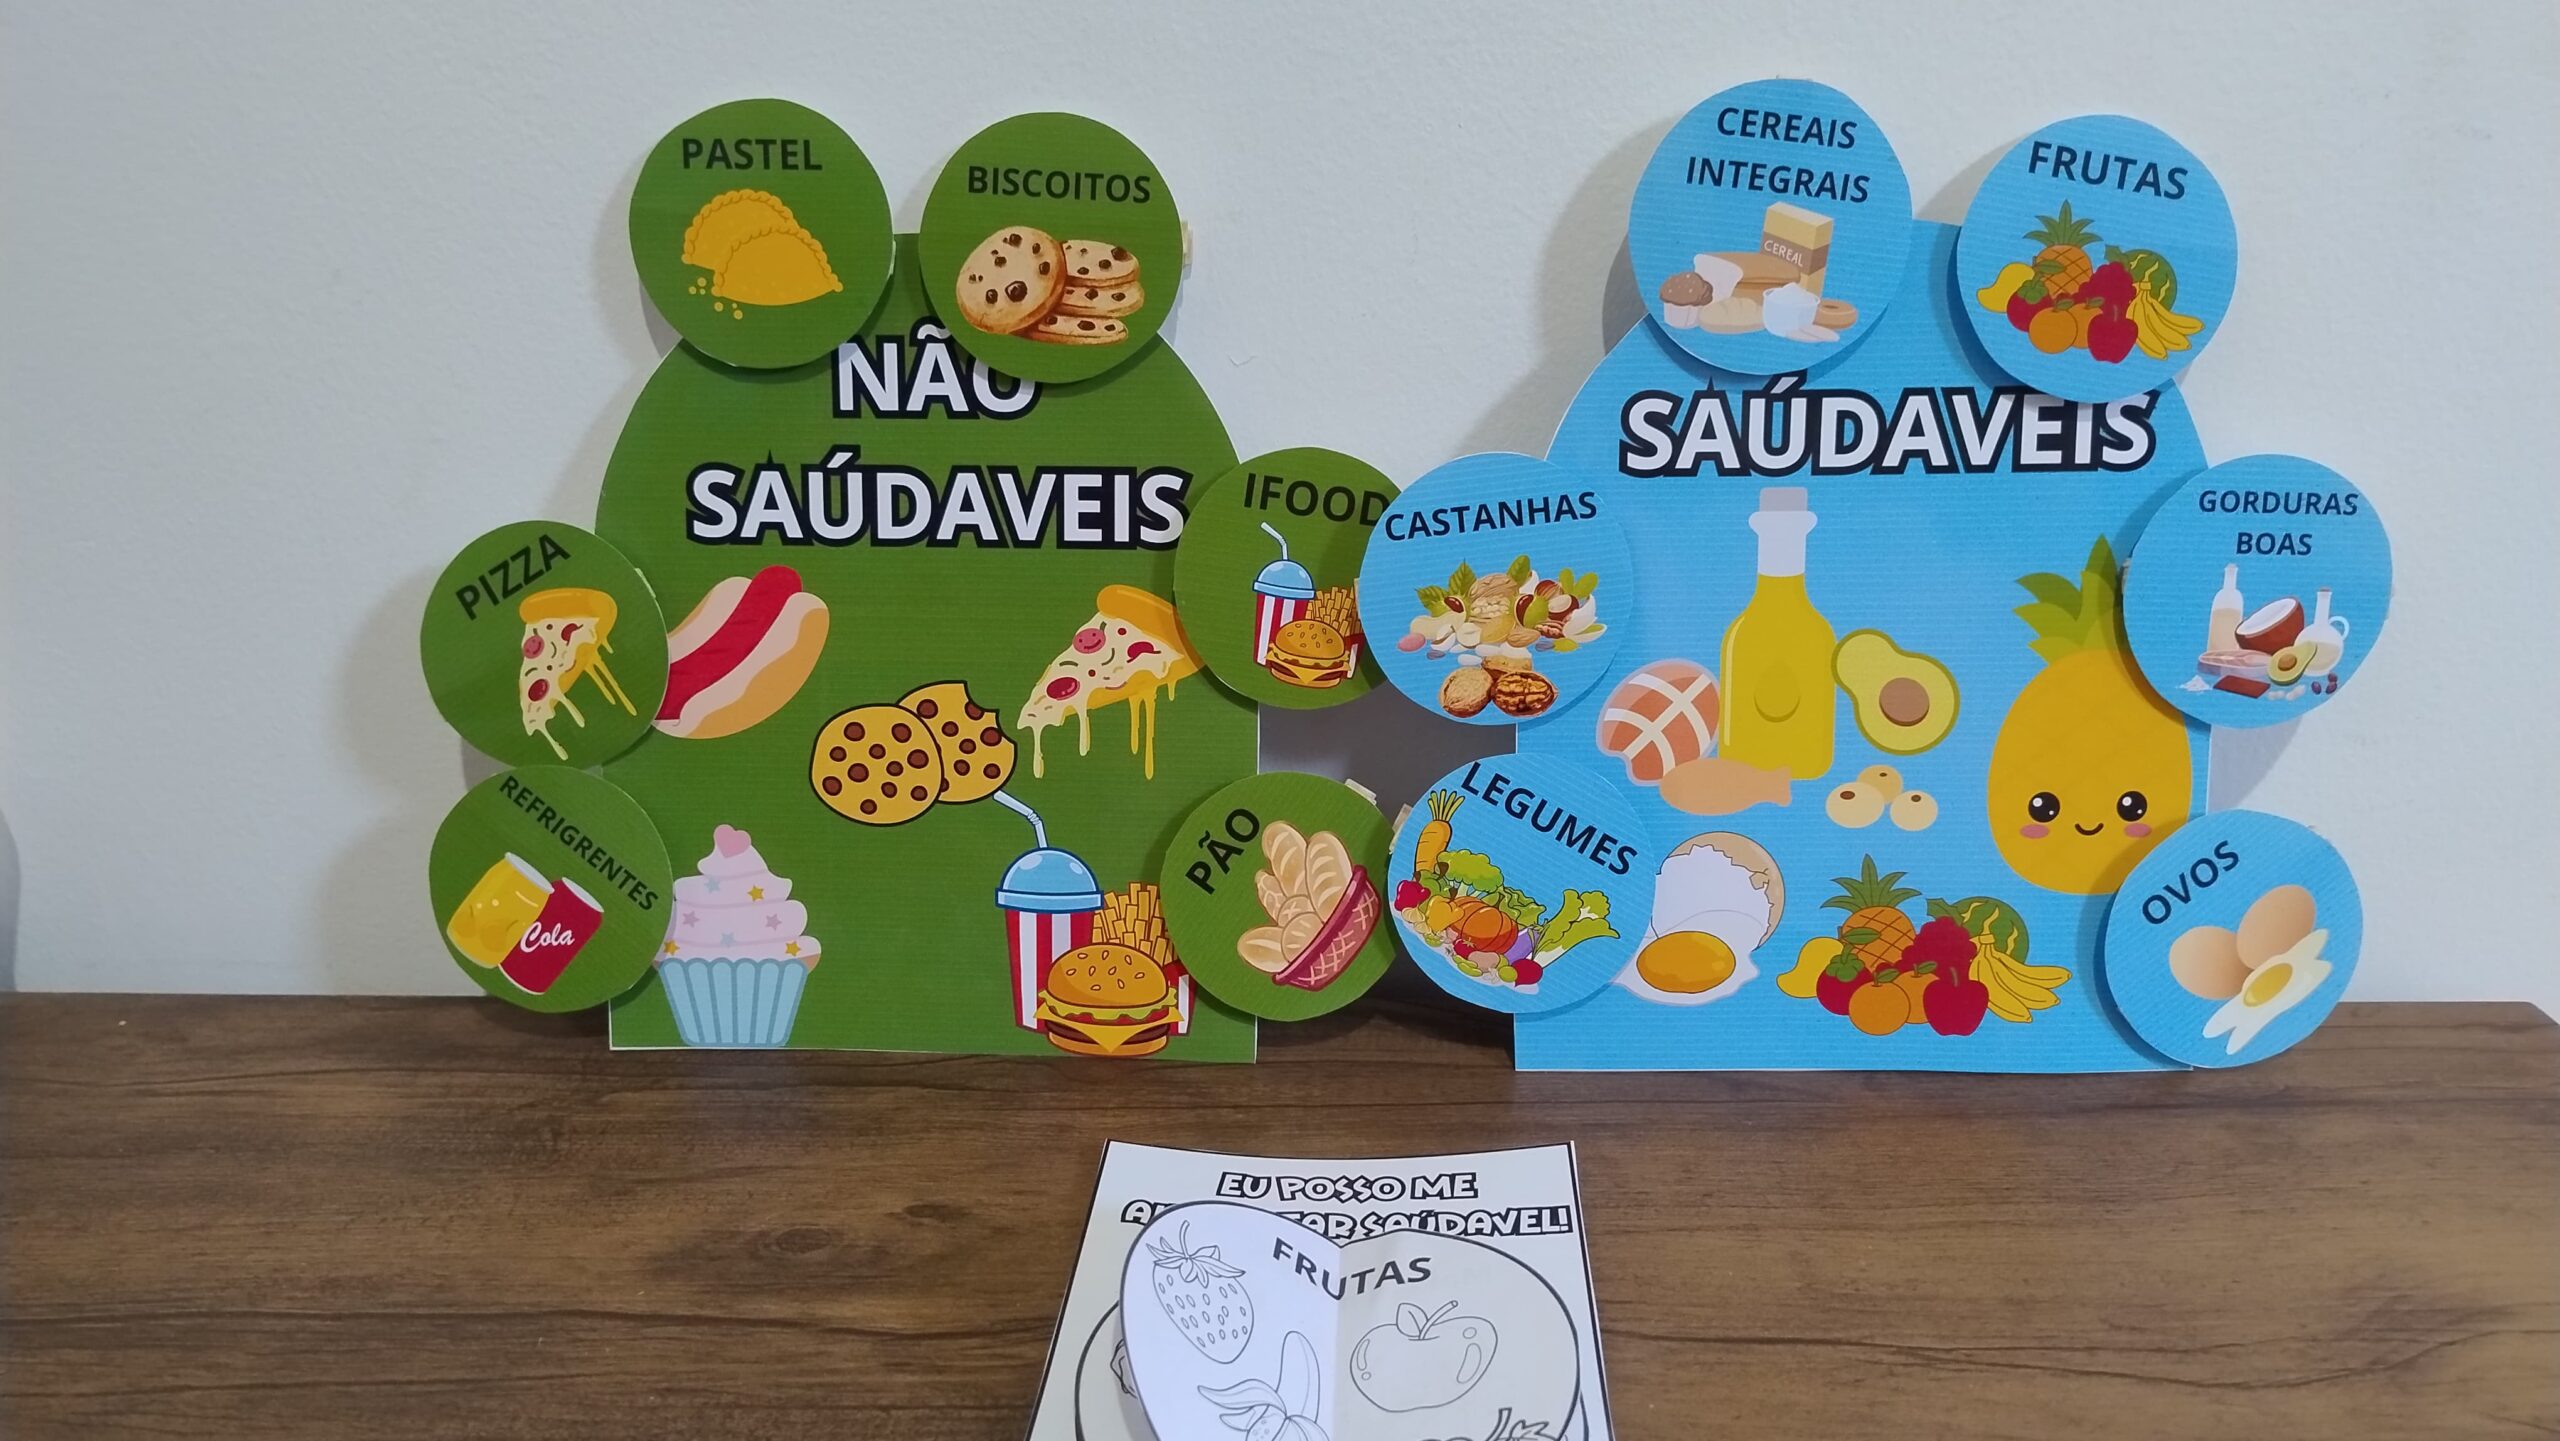 PASTEL
BISCOITOS
NÃO
SAÚDAVEIS
PIZZA
IFOOD
REFRIGRENTES
Cola
PÃO
CEREAIS
INTEGRAIS
CEREAL
FRUTAS
SAÚDAVEIS
CASTANHAS
GORDURAS
BOAS
LEGUMES
OVOS
EU POSSO ME
SAÚDAVEL!
FRUTAS